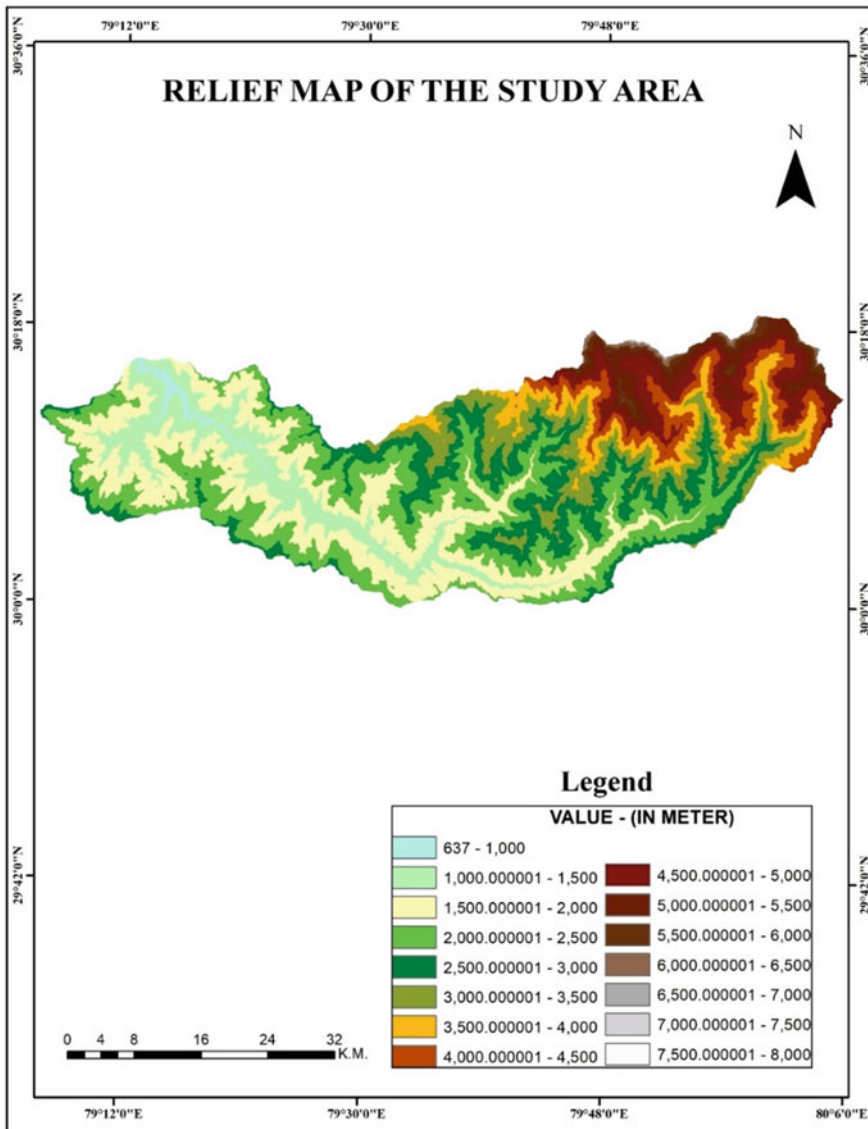 79°12'0"E 79°30'0"E 79°48'0"E
30°36'0"N
RELIEF MAP OF THE STUDY AREA
N
30°18'0"N
30°0'0"N 30°0'0"N
Legend
VALUE - (IN METER)
637 - 1,000
1,000.000001 - 1,500
1,500.000001 - 2,000
2,000.000001 - 2,500
2,500.000001 - 3,000
3,000.000001 - 3,500
3,500.000001 - 4,000
4,000.000001 - 4,500
4,500.000001 - 5,000
5,000.000001 - 5,500
5,500.000001 - 6,000
6,000.000001 - 6,500
6,500.000001 - 7,000
7,000.000001 - 7,500
7,500.000001 - 8,000
29°42'0"N 29°42'0"N
0 4 8 16 24 32
K.M.
79°12'0"E 79°30'0"E 79°48'0"E 80°6'0"E